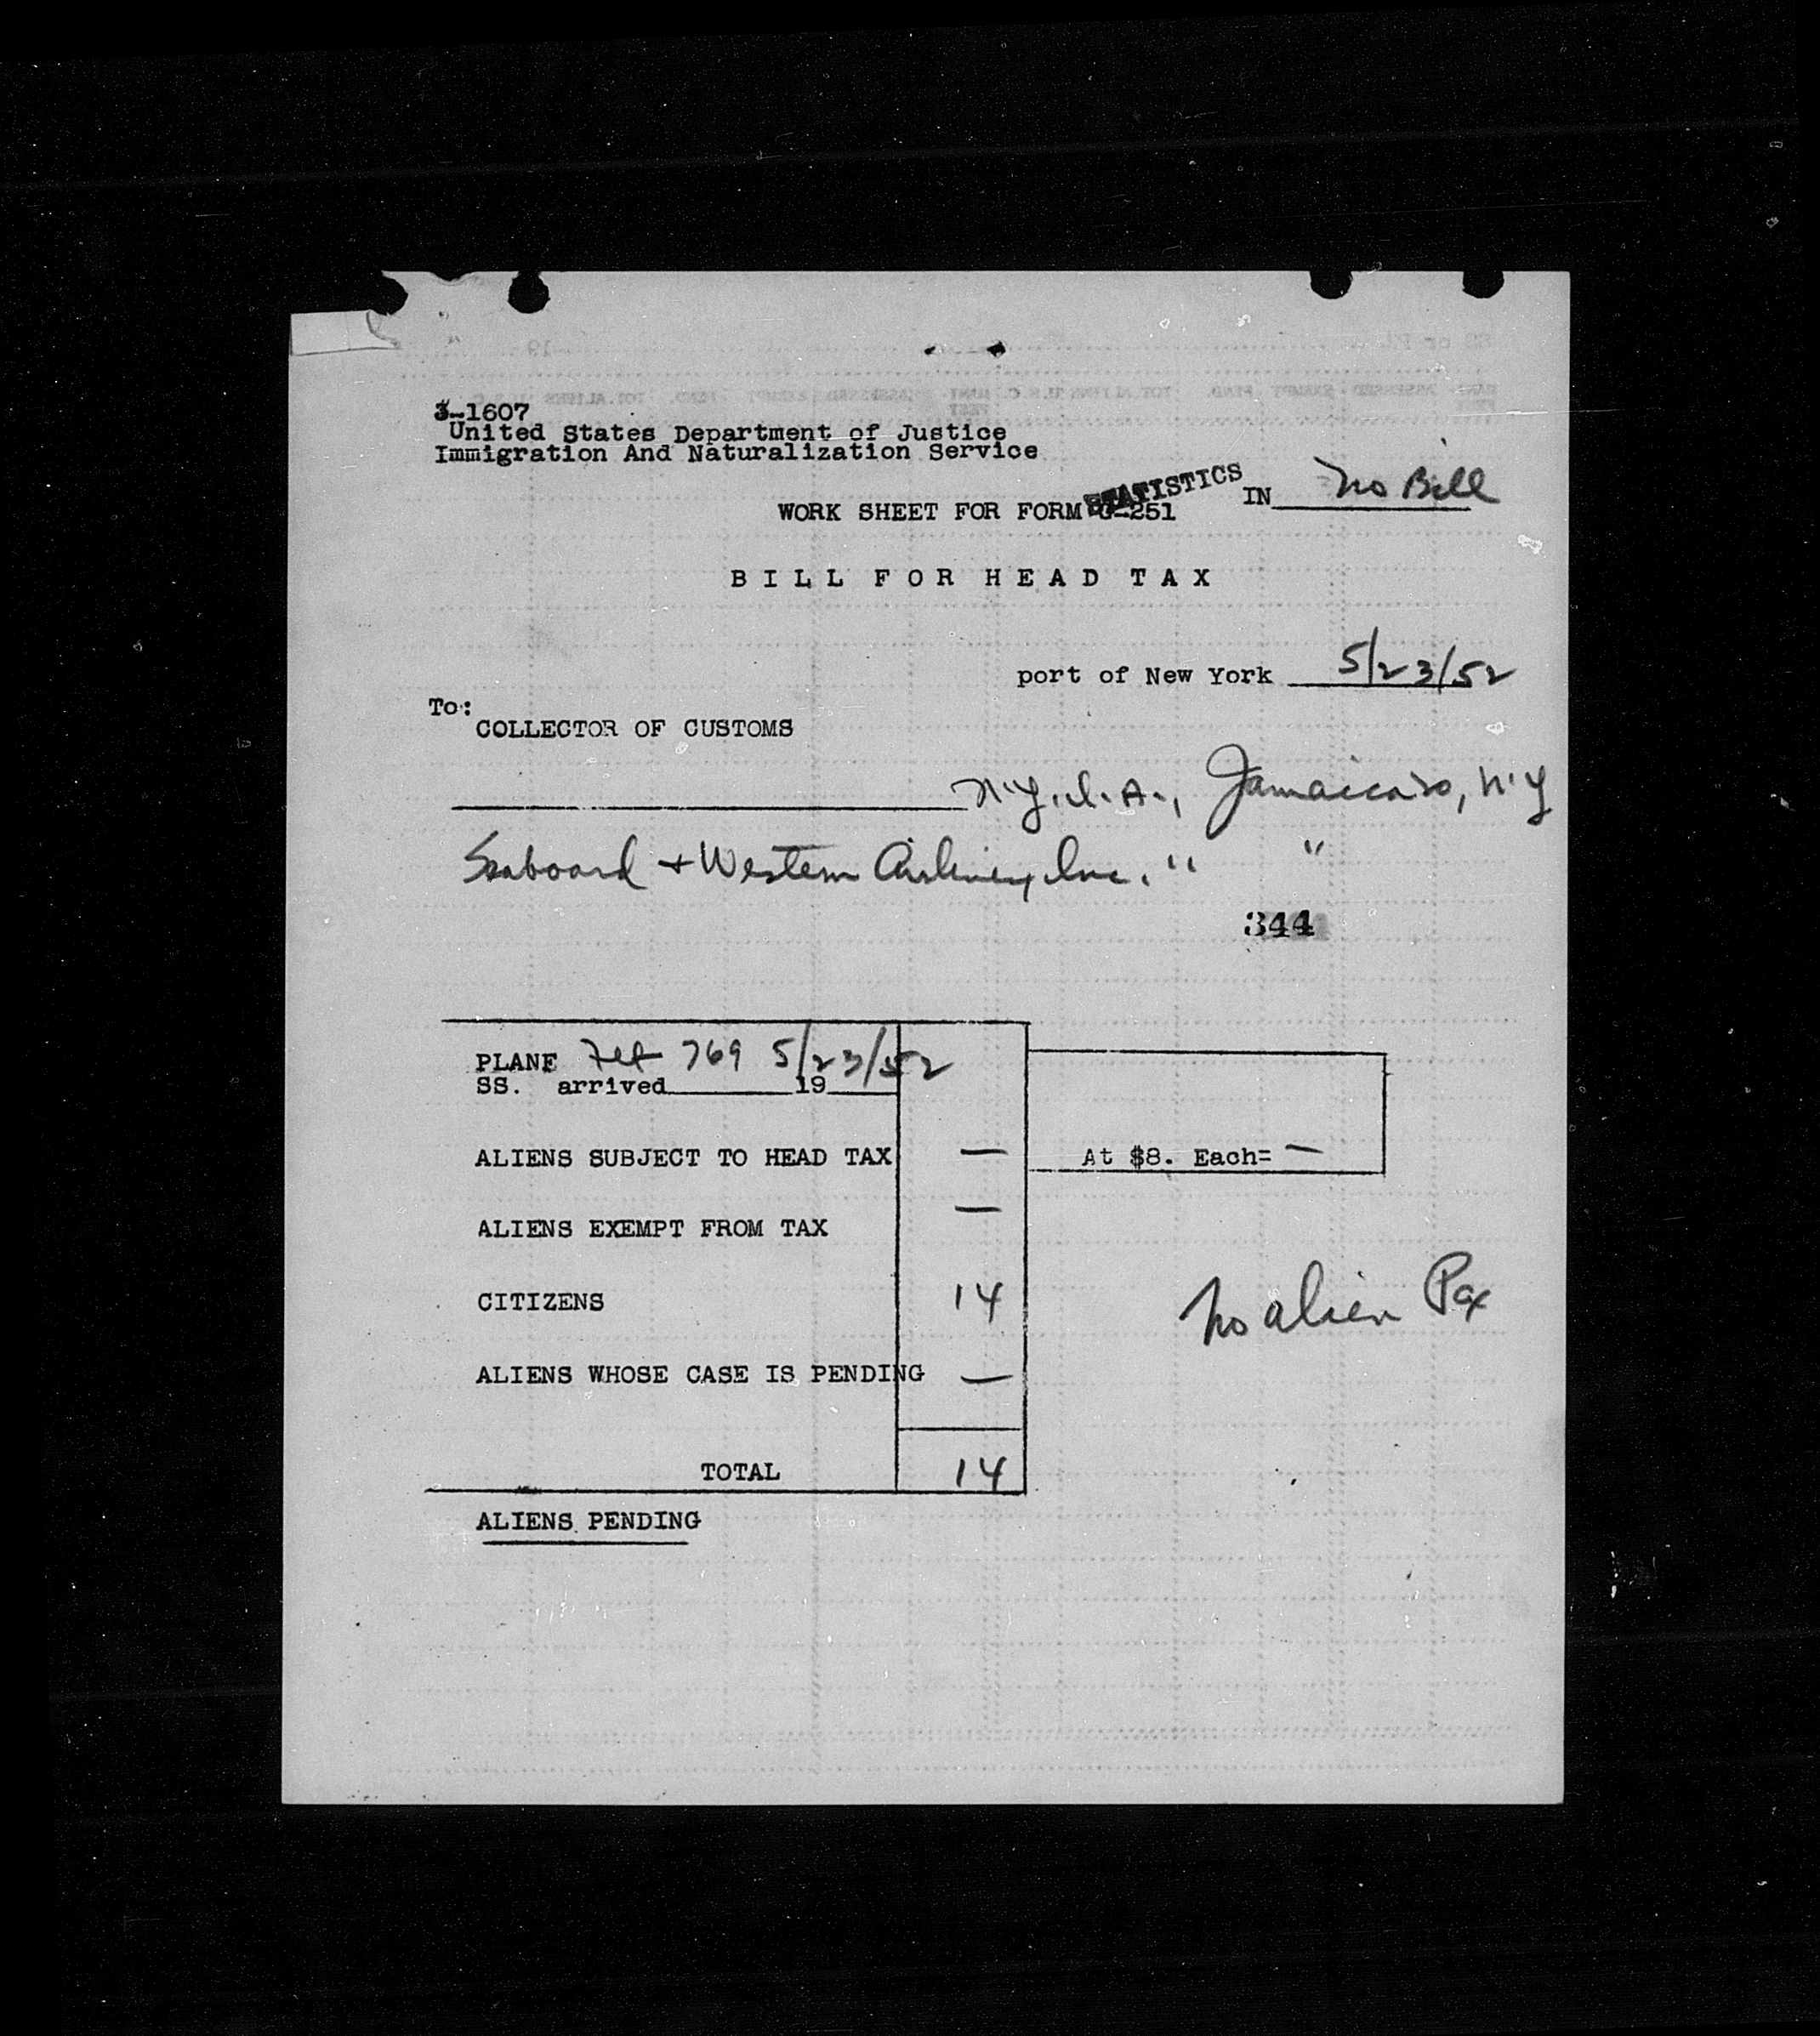 3-1607
United States Department of Justice
Immigration And Naturalization Service
STATISTICS
IN No Bill
WORK SHEET FOR FORM -251
BILL FOR HEAD TAX
port of New York 5/23/52
To:
COLLECTOR OF CUSTOMS
N.Y.I.A., Jamaica 30, N.Y
Seaboard + Western Airlines, Inc. " "
344
PLANE Flt 769 5/23/52
SS. arrived 19
ALIENS SUBJECT TO HEAD TAX — At $8. Each= —
ALIENS EXEMPT FROM TAX —
CITIZENS 14
No alien Pax
ALIENS WHOSE CASE IS PENDING —
TOTAL 14
ALIENS PENDING